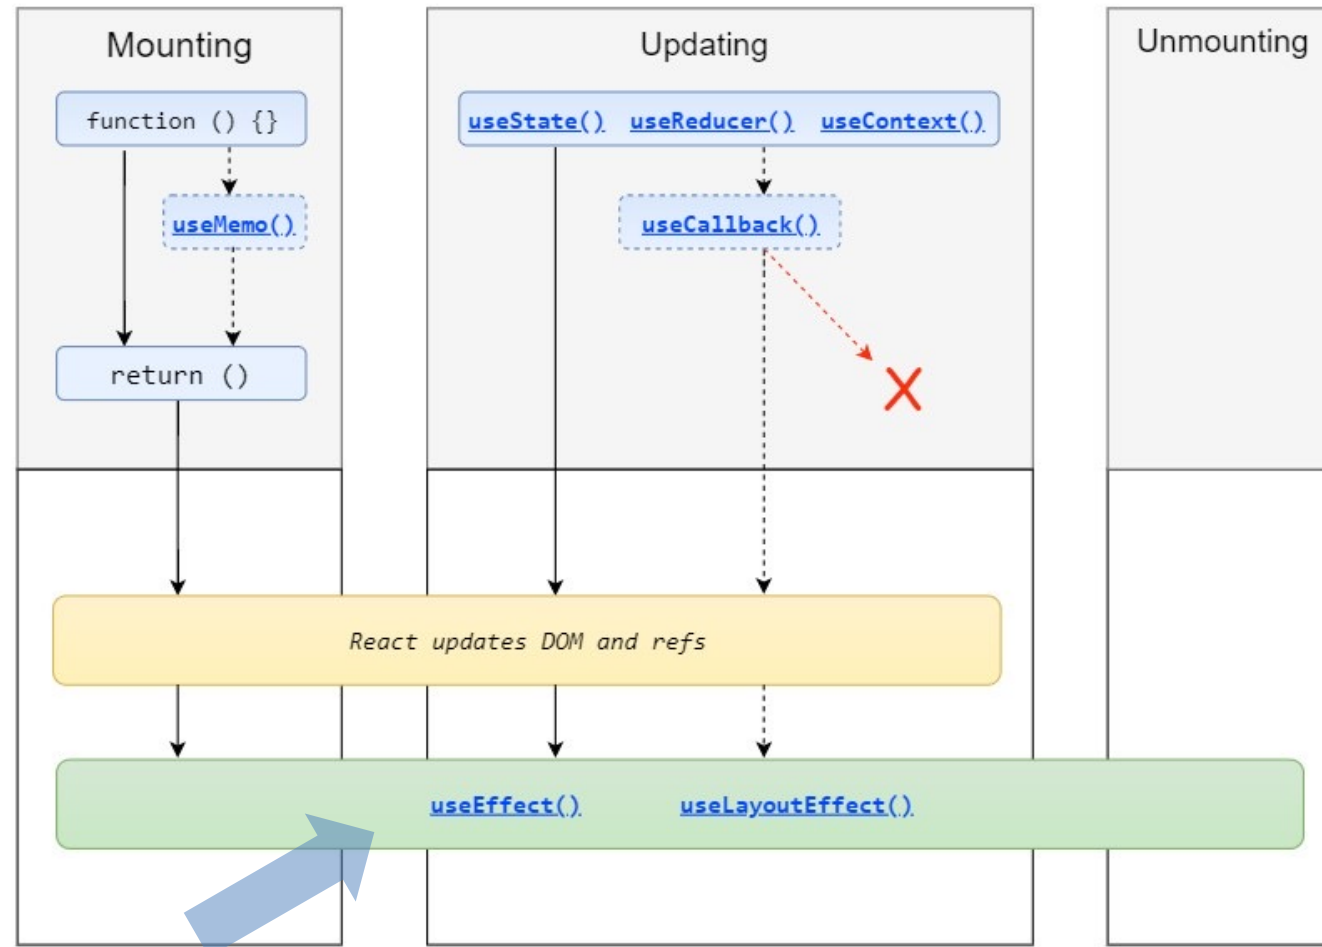 Mounting
Updating
Unmounting
function () {}
useState() useReducer() useContext()
useMemo()
useCallback()
return ()
X
React updates DOM and refs
useEffect() useLayoutEffect()